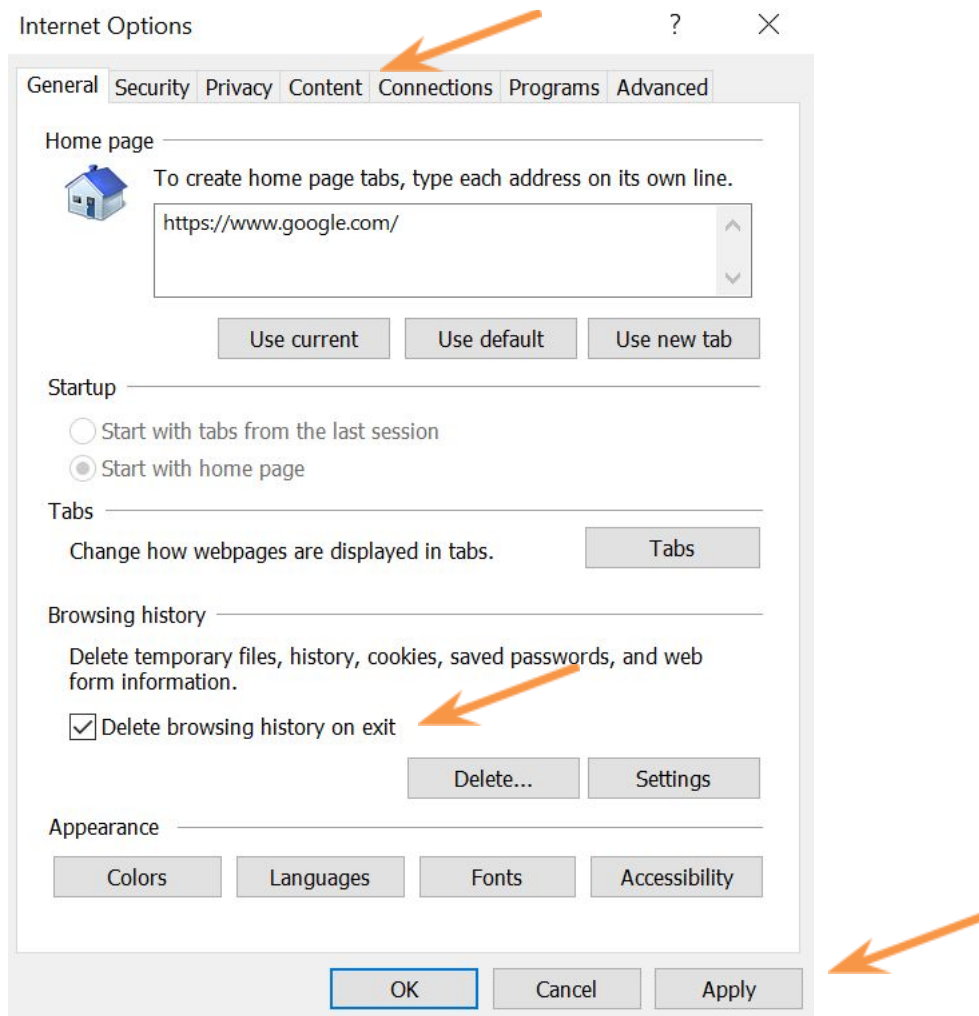 Internet Options ?
General Security Privacy Content Connections Programs Advanced
Home page
To create home page tabs, type each address on its own line.
https://www.google.com/
Use current Use default Use new tab
Startup
Start with tabs from the last session
Start with home page
Tabs
Change how webpages are displayed in tabs. Tabs
Browsing history
Delete temporary files, history, cookies, saved passwords, and web
form information.
Delete browsing history on exit
Delete... Settings
Appearance
Colors Languages Fonts Accessibility
OK Cancel Apply